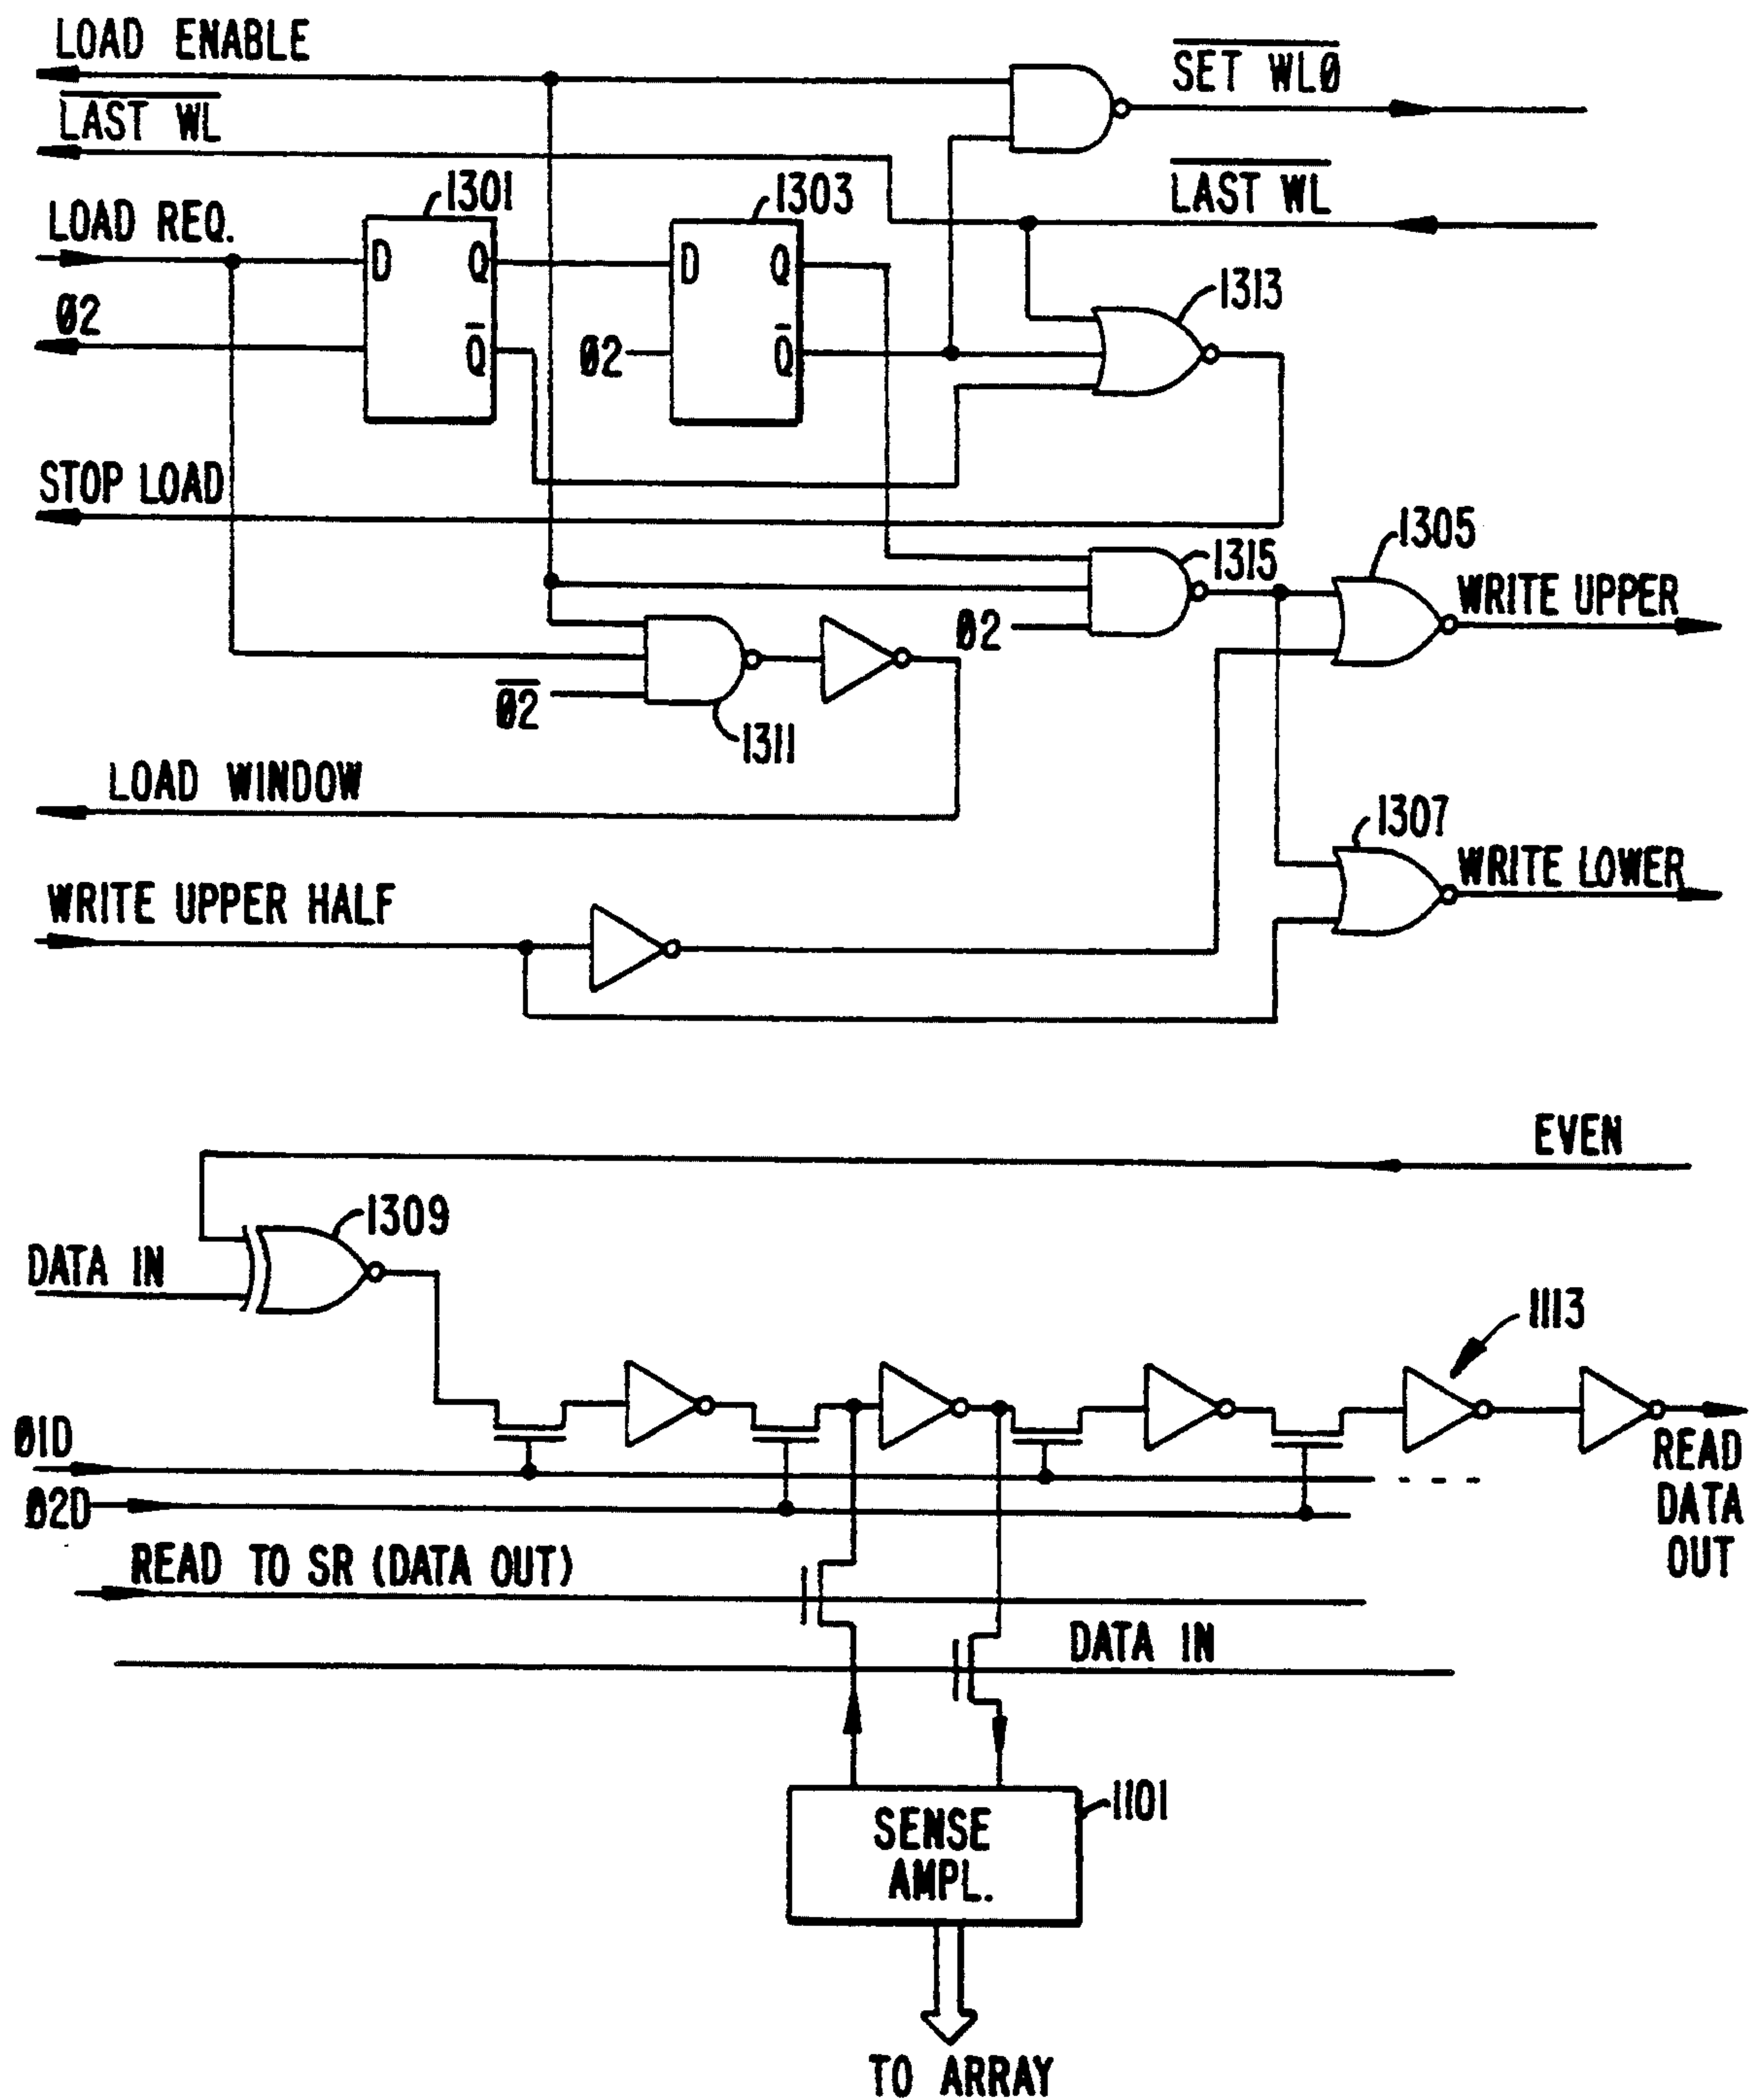 LOAD ENABLE
SET WLØ
LAST WL
LAST WL
1301
1303
LOAD REQ.
D Q
D Q
1313
Ø2
Q
Ø2
Q
STOP LOAD
1305
1315
WRITE UPPER
Ø2
Ø2
1311
LOAD WINDOW
1307
WRITE UPPER HALF
WRITE LOWER
EVEN
1309
DATA IN
1113
Ø1D
READ
DATA
OUT
Ø2D
READ TO SR (DATA OUT)
DATA IN
1101
SENSE
AMPL.
TO ARRAY